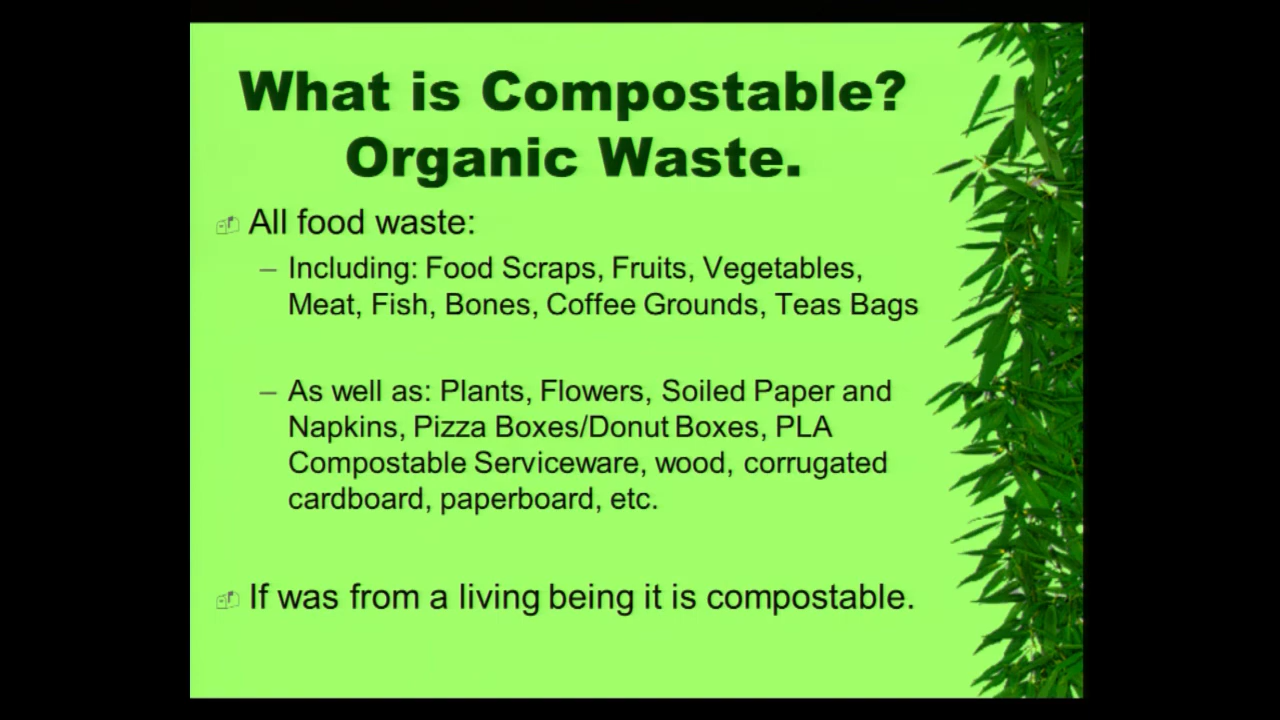 What is Compostable?
Organic Waste.
All food waste:
– Including: Food Scraps, Fruits, Vegetables,
Meat, Fish, Bones, Coffee Grounds, Teas Bags
– As well as: Plants, Flowers, Soiled Paper and
Napkins, Pizza Boxes/Donut Boxes, PLA
Compostable Serviceware, wood, corrugated
cardboard, paperboard, etc.
If was from a living being it is compostable.